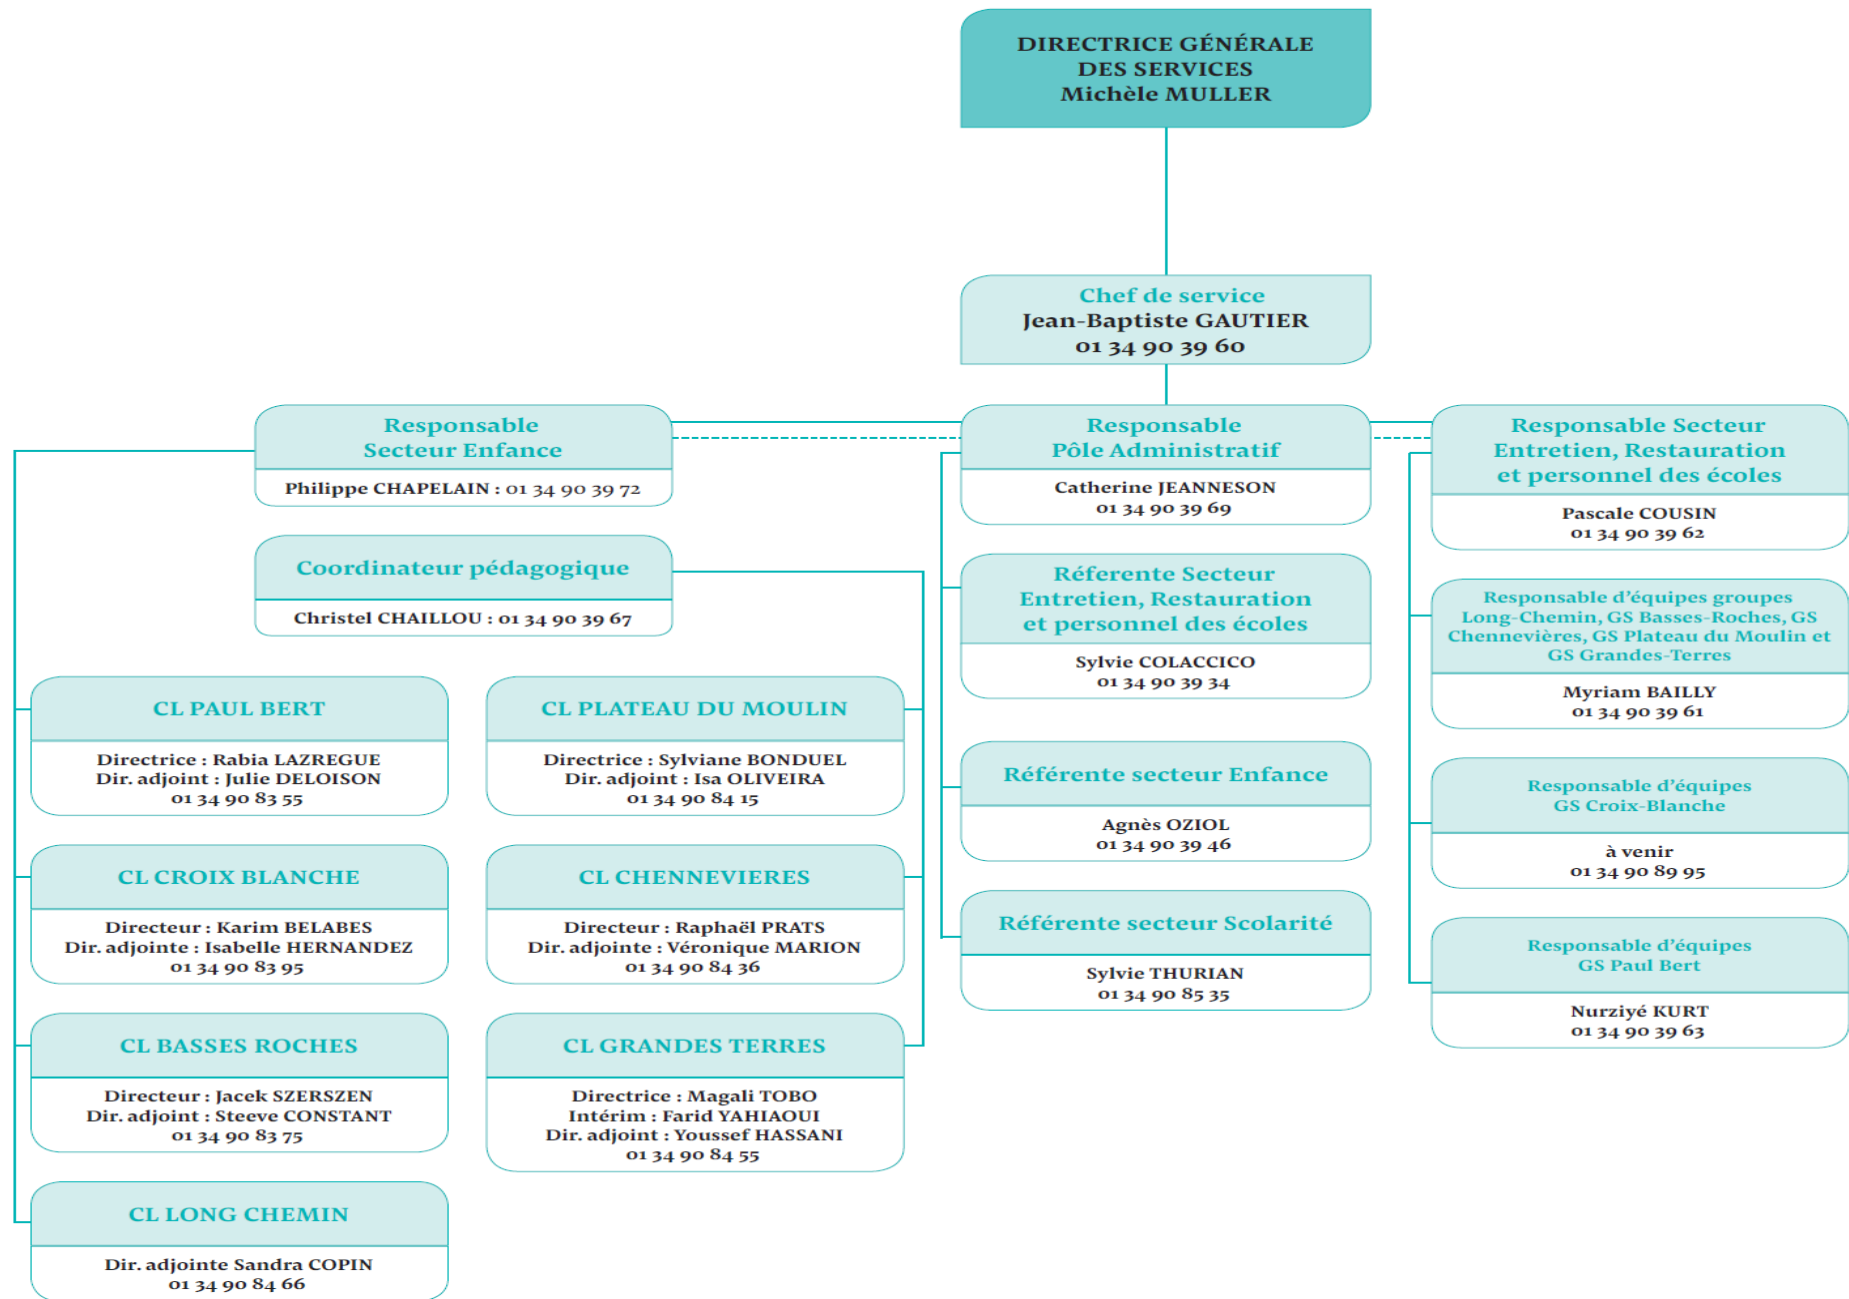 DIRECTRICE GÉNÉRALE
DES SERVICES
Michèle MULLER
Chef de service
Jean-Baptiste GAUTIER
01 34 90 39 60
Responsable
Secteur Enfance
Philippe CHAPELAIN : 01 34 90 39 72
Coordinateur pédagogique
Christel CHAILLOU : 01 34 90 39 67
CL PAUL BERT
Directrice : Rabia LAZREGUE
Dir. adjoint : Julie DELOISON
01 34 90 83 55
CL CROIX BLANCHE
Directeur : Karim BELABES
Dir. adjointe : Isabelle HERNANDEZ
01 34 90 83 95
CL BASSES ROCHES
Directeur : Jacek SZERSZEN
Dir. adjoint : Steeve CONSTANT
01 34 90 83 75
CL LONG CHEMIN
Dir. adjointe Sandra COPIN
01 34 90 84 66
CL PLATEAU DU MOULIN
Directrice : Sylviane BONDUEL
Dir. adjoint : Isa OLIVEIRA
01 34 90 84 15
CL CHENNEVIERES
Directeur : Raphaël PRATS
Dir. adjointe : Véronique MARION
01 34 90 84 36
CL GRANDES TERRES
Directrice : Magali TOBO
Intérim : Farid YAHIAOUI
Dir. adjoint : Youssef HASSANI
01 34 90 84 55
Responsable
Pôle Administratif
Catherine JEANNESON
01 34 90 39 69
Réferente Secteur
Entretien, Restauration
et personnel des écoles
Sylvie COLACCICO
01 34 90 39 34
Référente secteur Enfance
Agnès OZIOL
01 34 90 39 46
Référente secteur Scolarité
Sylvie THURIAN
01 34 90 85 35
Responsable Secteur
Entretien, Restauration
et personnel des écoles
Pascale COUSIN
01 34 90 39 62
Responsable d'équipes groupes
Long-Chemin, GS Basses-Roches, GS
Chennevières, GS Plateau du Moulin et
GS Grandes-Terres
Myriam BAILLY
01 34 90 39 61
Responsable d'équipes
GS Croix-Blanche
à venir
01 34 90 89 95
Responsable d'équipes
GS Paul Bert
Nurziyé KURT
01 34 90 39 63